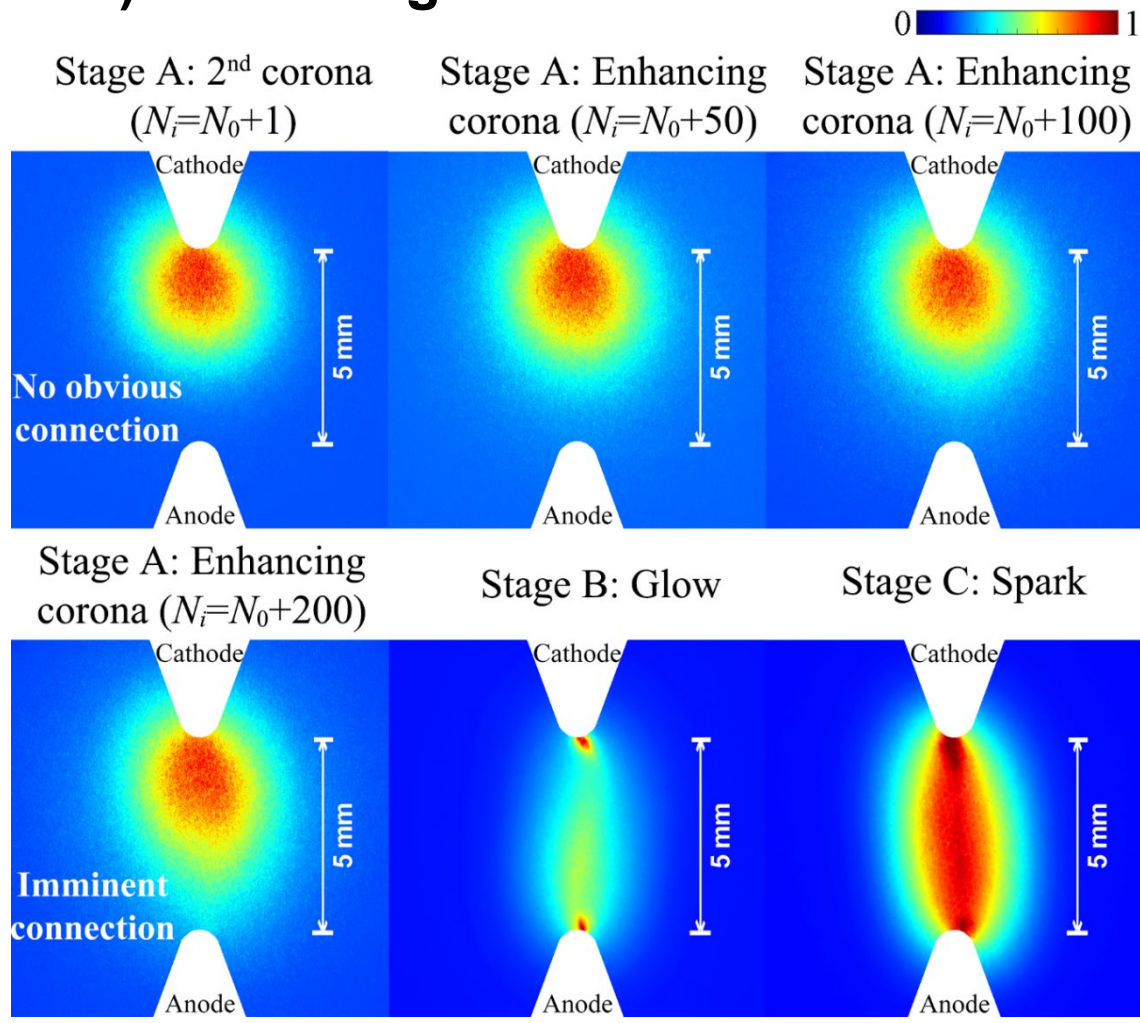 0 1
Stage A: 2nd corona
(Ni=N0+1)
Stage A: Enhancing
corona (Ni=N0+50)
Stage A: Enhancing
corona (Ni=N0+100)
Cathode
Cathode
Cathode
5 mm
5 mm
5 mm
No obvious
connection
Anode
Anode
Anode
Stage A: Enhancing
corona (Ni=N0+200)
Stage B: Glow
Stage C: Spark
Cathode
Cathode
Cathode
5 mm
5 mm
5 mm
Imminent
connection
Anode
Anode
Anode